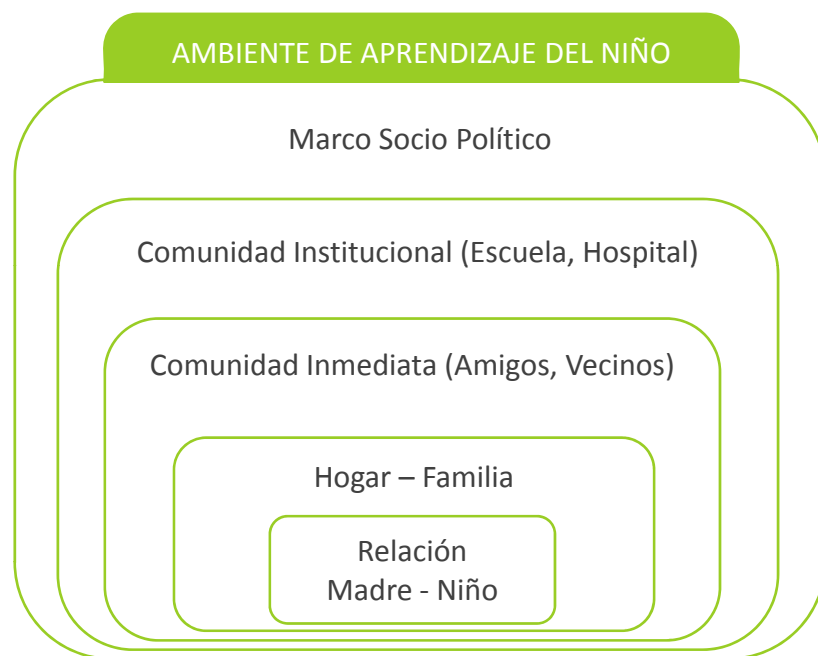 AMBIENTE DE APRENDIZAJE DEL NIÑO
Marco Socio Político
Comunidad Institucional (Escuela, Hospital)
Comunidad Inmediata (Amigos, Vecinos)
Hogar – Familia
Relación
Madre - Niño